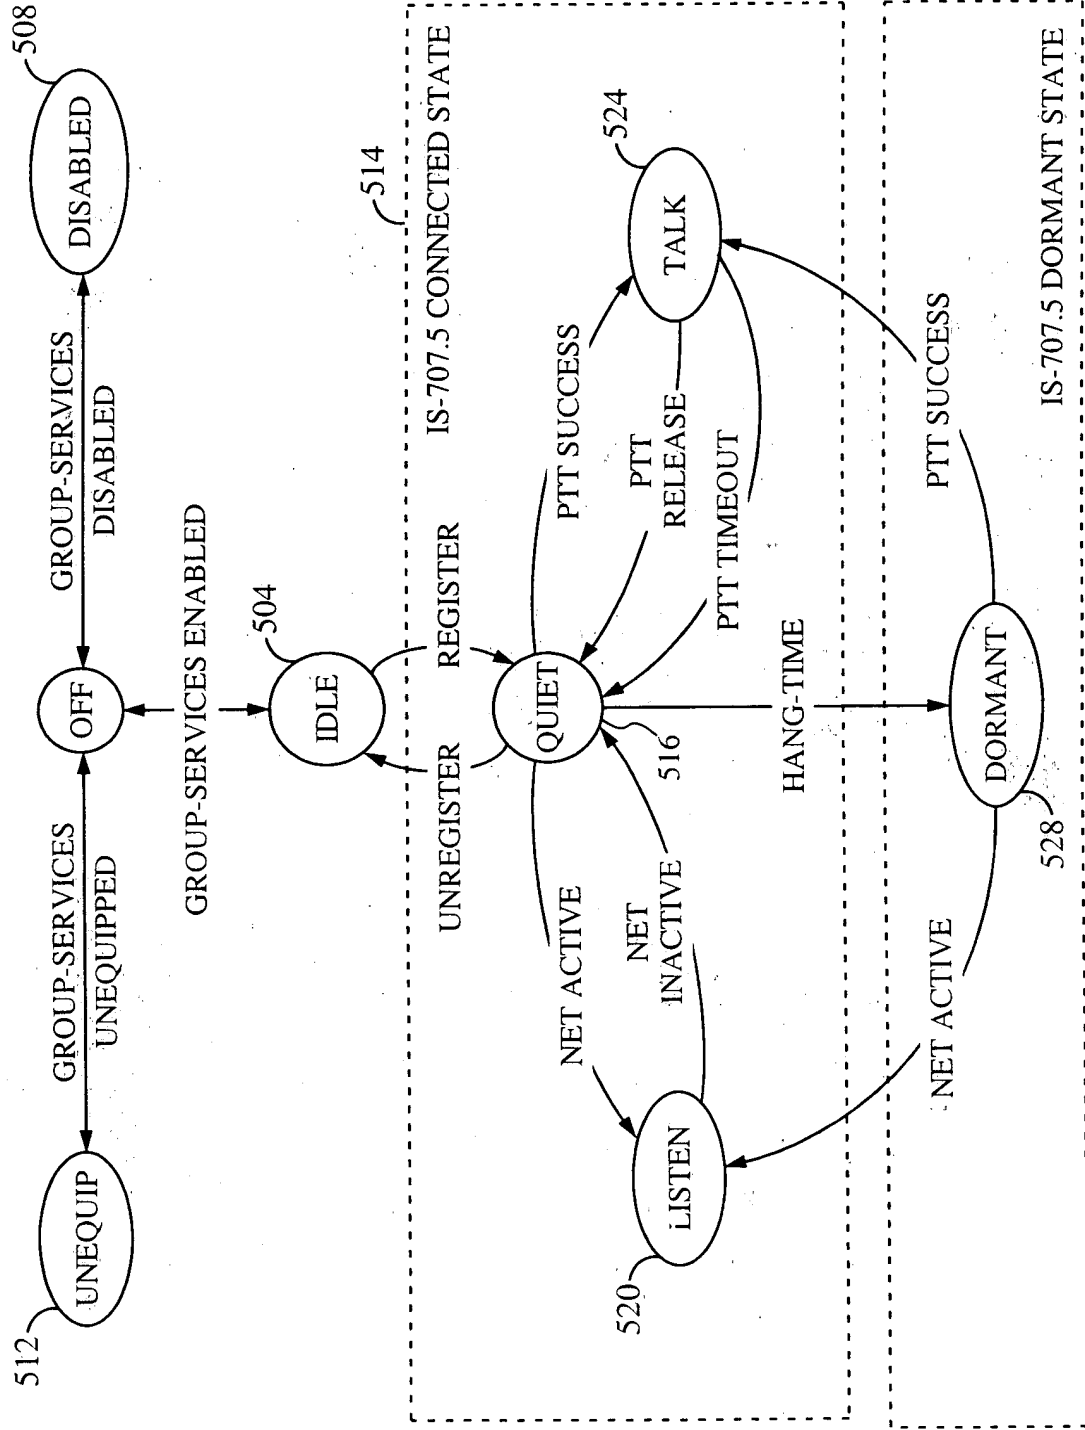 512
UNEQUIP
GROUP-SERVICES
UNEQUIPPED
OFF
GROUP-SERVICES
DISABLED
DISABLED
508
GROUP-SERVICES ENABLED
504
IDLE
514
UNREGISTER
REGISTER
IS-707.5 CONNECTED STATE
QUIET
516
NET ACTIVE
NET
INACTIVE
PTT SUCCESS
PTT
RELEASE
PTT TIMEOUT
520
LISTEN
TALK
524
HANG-TIME
NET ACTIVE
PTT SUCCESS
DORMANT
528
IS-707.5 DORMANT STATE